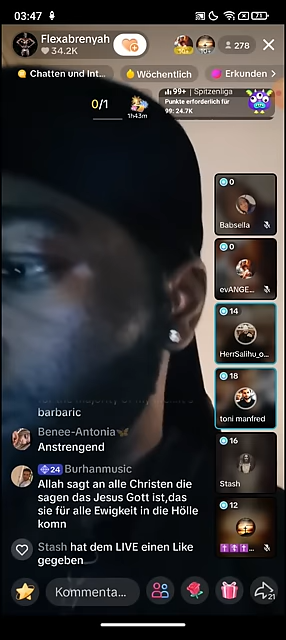 03:47
73
Flexabrenyah
34.2K
10+
10+
278
Chatten und Int...
Wöchentlich
Erkunden
0/1
1h43m
99+ | Spitzenliga
Punkte erforderlich für
99: 24.7K
0
Babsella
0
evANGE...
14
HerrSalihu_o...
18
toni manfred
16
Stash
12
barbaric
Benee-Antonia
Anstrengend
24 Burhanmusic
Allah sagt an alle Christen die
sagen das Jesus Gott ist,das
sie für alle Ewigkeit in die Hölle
komn
Stash hat dem LIVE einen Like
gegeben
Kommenta...
21